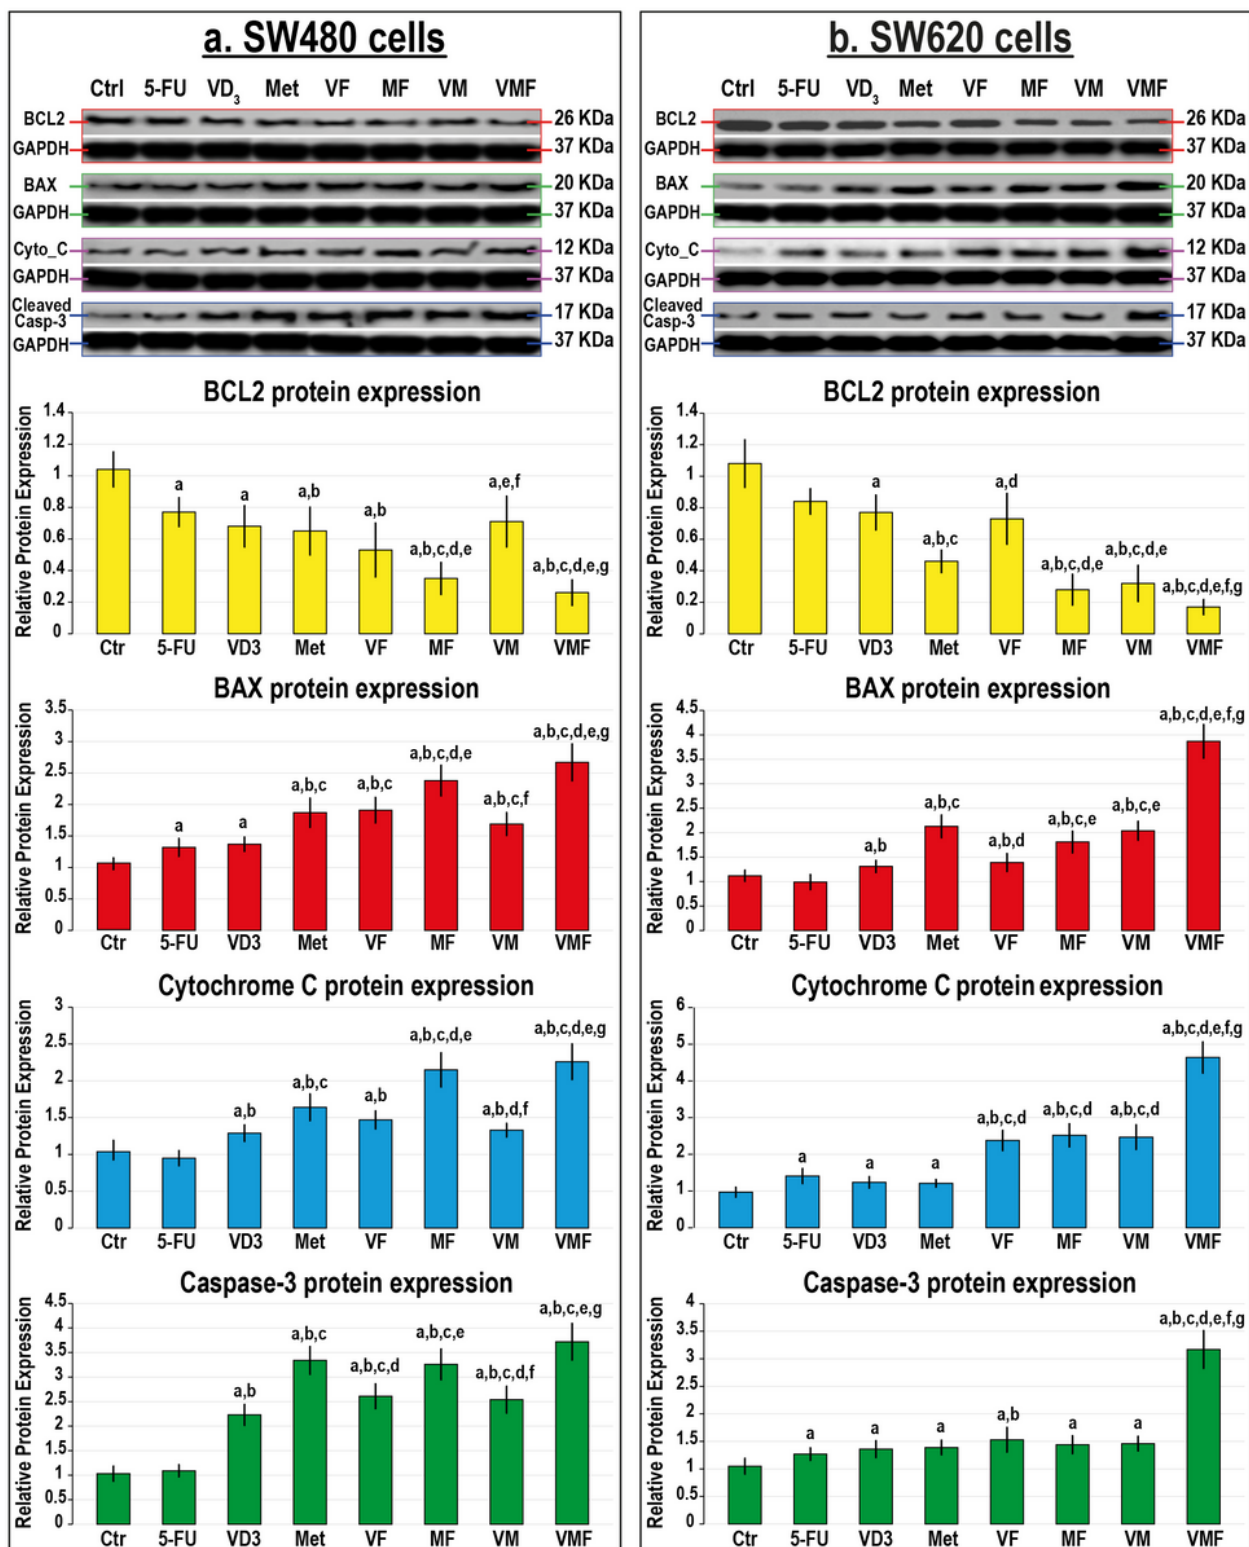 a. SW480 cells
Ctrl 5-FU VD3 Met VF MF VM VMF
BCL2 26 KDa
GAPDH 37 KDa
BAX 20 KDa
GAPDH 37 KDa
Cyto_C 12 KDa
GAPDH 37 KDa
Cleaved
Casp-3 17 KDa
GAPDH 37 KDa
BCL2 protein expression
Relative Protein Expression
1.4
1.2
1
0.8
0.6
0.4
0.2
0
a a a,b a,b a,b,c,d,e a,e,f a,b,c,d,e,g
Ctr 5-FU VD3 Met VF MF VM VMF
BAX protein expression
Relative Protein Expression
3.5
3
2.5
2
1.5
1
0.5
0
a a a,b,c a,b,c a,b,c,d,e a,b,c,f a,b,c,d,e,g
Ctr 5-FU VD3 Met VF MF VM VMF
Cytochrome C protein expression
Relative Protein Expression
3
2.5
2
1.5
1
0.5
0
a,b a,b,c a,b a,b,c,d,e a,b,d,f a,b,c,d,e,g
Ctr 5-FU VD3 Met VF MF VM VMF
Caspase-3 protein expression
Relative Protein Expression
4.5
4
3.5
3
2.5
2
1.5
1
0.5
0
a,b a,b,c a,b,c,d a,b,c,e a,b,c,d,f a,b,c,e,g
Ctr 5-FU VD3 Met VF MF VM VMF
b. SW620 cells
Ctrl 5-FU VD3 Met VF MF VM VMF
BCL2 26 KDa
GAPDH 37 KDa
BAX 20 KDa
GAPDH 37 KDa
Cyto_C 12 KDa
GAPDH 37 KDa
Cleaved
Casp-3 17 KDa
GAPDH 37 KDa
BCL2 protein expression
Relative Protein Expression
1.4
1.2
1
0.8
0.6
0.4
0.2
0
a a,b,c a,d a,b,c,d,e a,b,c,d,e a,b,c,d,e,f,g
Ctr 5-FU VD3 Met VF MF VM VMF
BAX protein expression
Relative Protein Expression
4.5
4
3.5
3
2.5
2
1.5
1
0.5
0
a,b a,b,c a,b,d a,b,c,e a,b,c,e a,b,c,d,e,f,g
Ctr 5-FU VD3 Met VF MF VM VMF
Cytochrome C protein expression
Relative Protein Expression
6
5
4
3
2
1
0
a a a a,b,c,d a,b,c,d a,b,c,d a,b,c,d,e,f,g
Ctr 5-FU VD3 Met VF MF VM VMF
Caspase-3 protein expression
Relative Protein Expression
4
3.5
3
2.5
2
1.5
1
0.5
0
a a a a,b a a a,b,c,d,e,f,g
Ctr 5-FU VD3 Met VF MF VM VMF